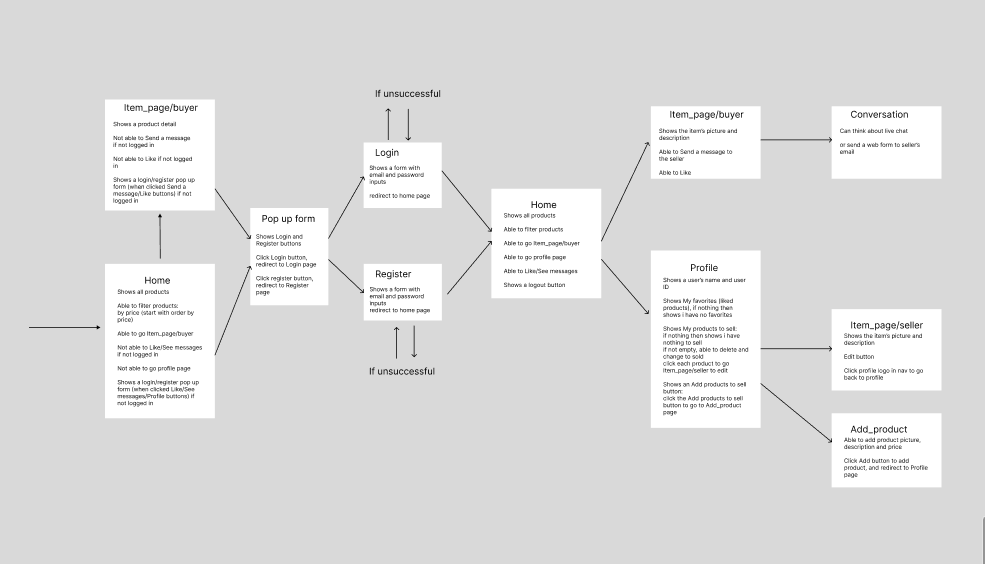 Item_page/buyer
Shows a product detail
Not able to Send a message
if not logged in
Not able to Like if not logged
in
Shows a login/register pop up
form (when clicked Send a
message/Like buttons) if not
logged in
Home
Shows all products
Able to filter products:
by price (start with order by
price)
Able to go Item_page/buyer
Not able to Like/See messages
if not logged in
Not able to go profile page
Shows a login/register pop up
form (when clicked Like/See
messages/Profile buttons) if
not logged in
Pop up form
Shows Login and
Register buttons
Click Login button,
redirect to Login page
Click register button,
redirect to Register
page
If unsuccessful
Login
Shows a form with
email and password
inputs
redirect to home page
Register
Shows a form with
email and password
inputs
redirect to home page
If unsuccessful
Home
Shows all products
Able to filter products
Able to go Item_page/buyer
Able to go profile page
Able to Like/See messages
Shows a logout button
Item_page/buyer
Shows the item's picture and
description
Able to Send a message to
the seller
Able to Like
Conversation
Can think about live chat
or send a web form to seller's
email
Profile
Shows a user's name and user
ID
Shows My favorites (liked
products), if nothing then
shows i have no favorites
Shows My products to sell:
if nothing then shows i have
nothing to sell
if not empty, able to delete and
change to sold
click each product to go
Item_page/seller to edit
Shows an Add products to sell
button:
click the Add products to sell
button to go to Add_product
page
Item_page/seller
Shows the item's picture and
description
Edit button
Click profile logo in nav to go
back to profile
Add_product
Able to add product picture,
description and price
Click Add button to add
product, and redirect to Profile
page